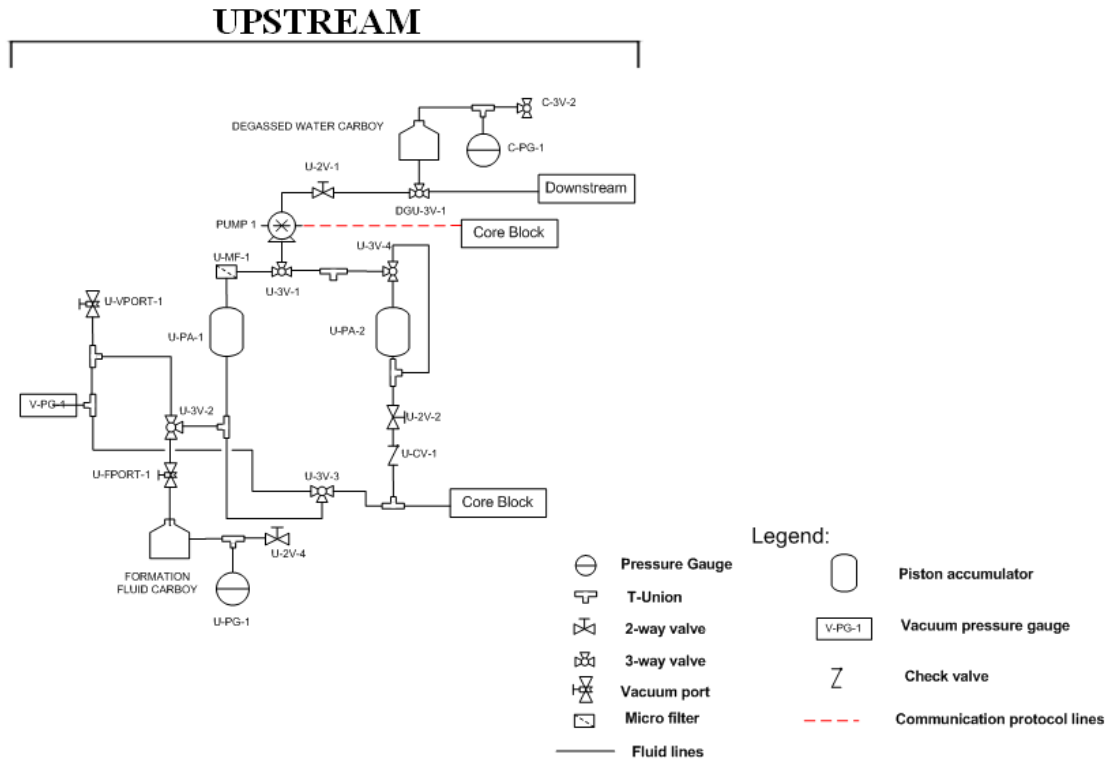 UPSTREAM
C-3V-2
DEGASSED WATER CARBOY
C-PG-1
U-2V-1
Downstream
DGU-3V-1
PUMP 1
Core Block
U-3V-4
U-MF-1
U-3V-1
U-VPORT-1
U-PA-1
U-PA-2
V-PG-1
U-3V-2
U-2V-2
U-CV-1
U-FPORT-1
U-3V-3
Core Block
U-2V-4
FORMATION
FLUID CARBOY
U-PG-1
Legend:
Pressure Gauge
T-Union
2-way valve
3-way valve
Vacuum port
Micro filter
Fluid lines
Piston accumulator
V-PG-1
Vacuum pressure gauge
Check valve
Communication protocol lines